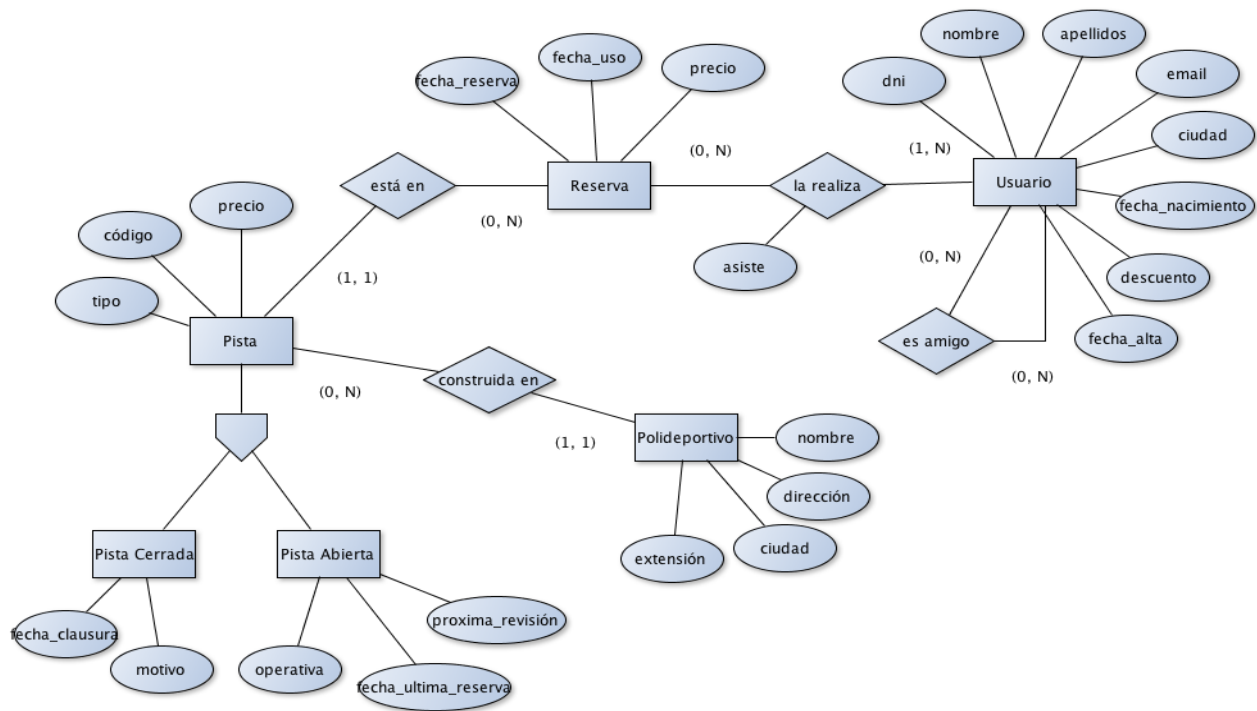 nombre
apellidos
fecha_uso
fecha_reserva
precio
dni
email
ciudad
(0, N)
(1, N)
está en
Reserva
la realiza
Usuario
precio
fecha_nacimiento
código
(0, N)
asiste
(0, N)
descuento
(1, 1)
tipo
Pista
es amigo
fecha_alta
(0, N)
construida en
(0, N)
(1, 1)
Polideportivo
nombre
dirección
ciudad
extensión
Pista Cerrada
Pista Abierta
proxima_revisión
fecha_clausura
motivo
operativa
fecha_ultima_reserva